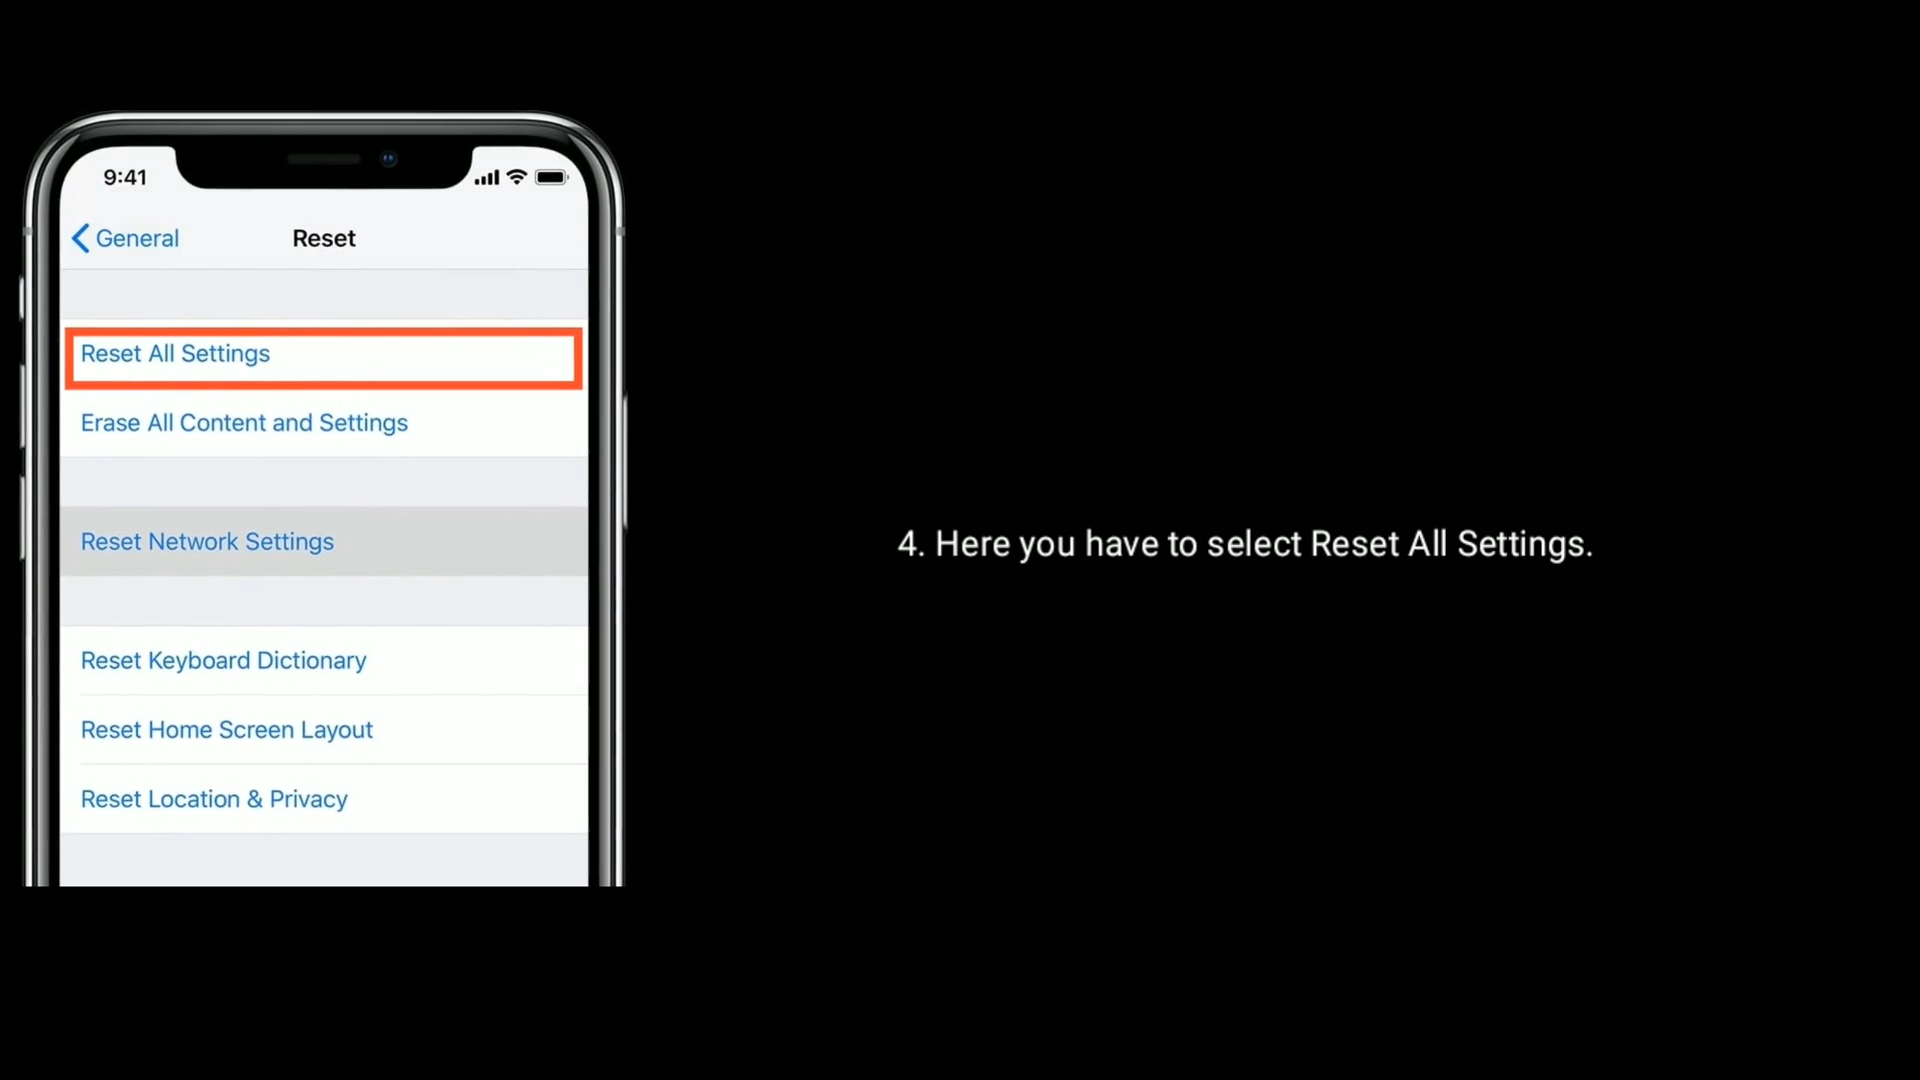 9:41
General
Reset
Reset All Settings
Erase All Content and Settings
Reset Network Settings
Reset Keyboard Dictionary
Reset Home Screen Layout
Reset Location & Privacy
4. Here you have to select Reset All Settings.